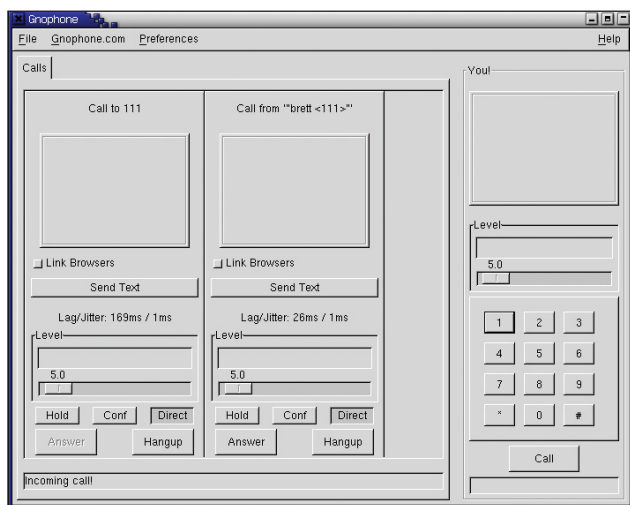 Gnophone
File Gnophone.com Preferences Help
Calls
Call to 111
Link Browsers
Send Text
Lag/Jitter: 169ms / 1ms
Level
5.0
Hold Conf Direct
Answer Hangup
Call from '"brett <111>"'
Link Browsers
Send Text
Lag/Jitter: 26ms / 1ms
Level
5.0
Hold Conf Direct
Answer Hangup
Incoming call!
You!
Level
5.0
1 2 3
4 5 6
7 8 9
* 0 #
Call